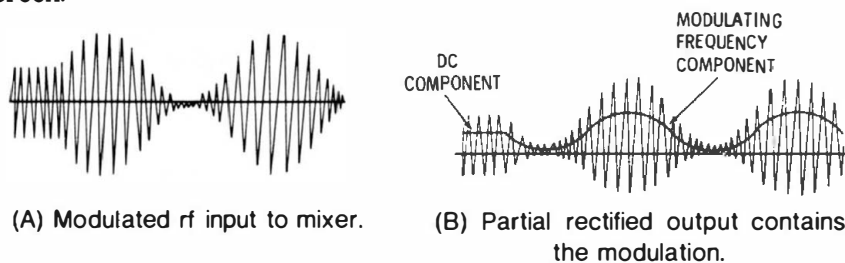 MODULATING
FREQUENCY
COMPONENT
DC
COMPONENT
(A) Modulated rf input to mixer.
(B) Partial rectified output contains
the modulation.